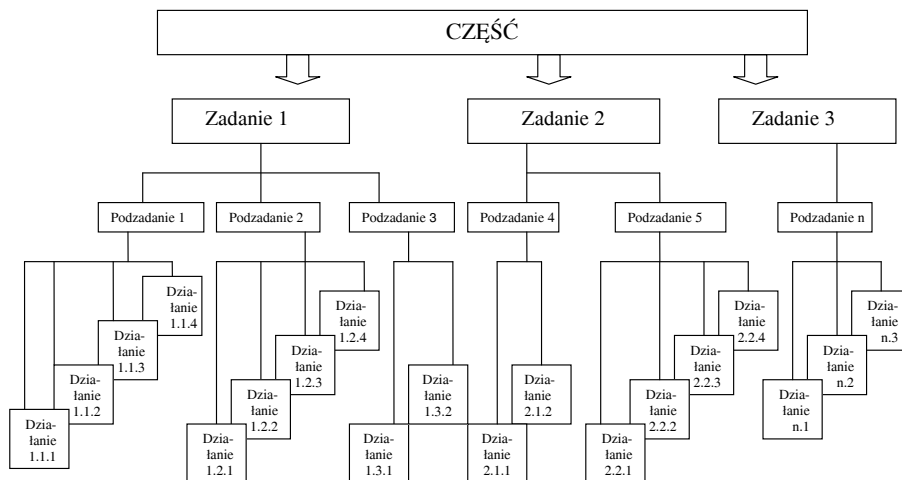 CZĘŚĆ
Zadanie 1
Zadanie 2
Zadanie 3
Podzadanie 1
Podzadanie 2
Podzadanie 3
Podzadanie 4
Podzadanie 5
Podzadanie n
Dzia-
łanie
1.1.1
Dzia-
łanie
1.1.2
Dzia-
łanie
1.1.3
Dzia-
łanie
1.1.4
Dzia-
łanie
1.2.1
Dzia-
łanie
1.2.2
Dzia-
łanie
1.2.3
Dzia-
łanie
1.2.4
Dzia-
łanie
1.3.1
Dzia-
łanie
1.3.2
Dzia-
łanie
2.1.1
Dzia-
łanie
2.1.2
Dzia-
łanie
2.2.1
Dzia-
łanie
2.2.2
Dzia-
łanie
2.2.3
Dzia-
łanie
2.2.4
Dzia-
łanie
n.1
Dzia-
łanie
n.2
Dzia-
łanie
n.3